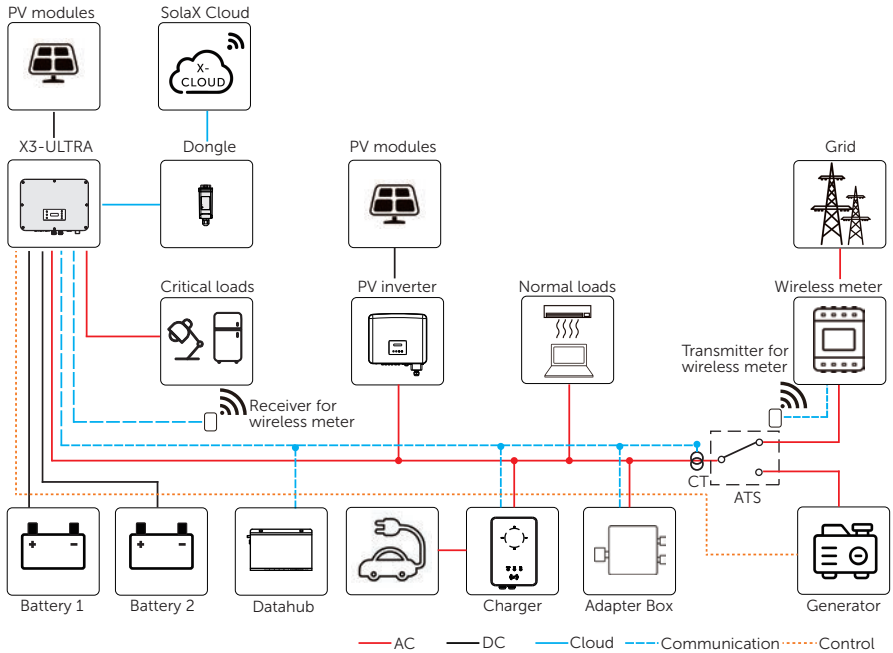 PV modules
SolaX Cloud
X-
CLOUD
X3-ULTRA
Dongle
PV modules
Grid
Critical loads
PV inverter
Normal loads
Wireless meter
Transmitter for
wireless meter
Receiver for
wireless meter
CT
ATS
+ -
+ -
Battery 1
Battery 2
Datahub
Charger
Adapter Box
Generator
AC
DC
Cloud
Communication
Control